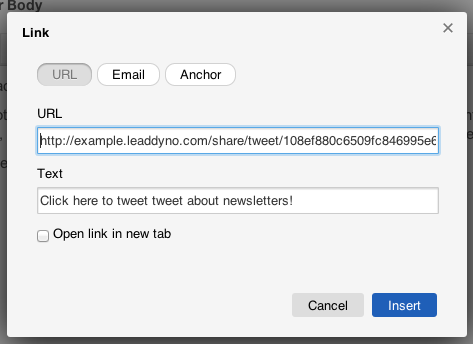 r Body
Link
×
URL
Email
Anchor
URL
http://example.leaddyno.com/share/tweet/108ef880c6509fc846995e6
Text
Click here to tweet tweet about newsletters!
Open link in new tab
Cancel
Insert